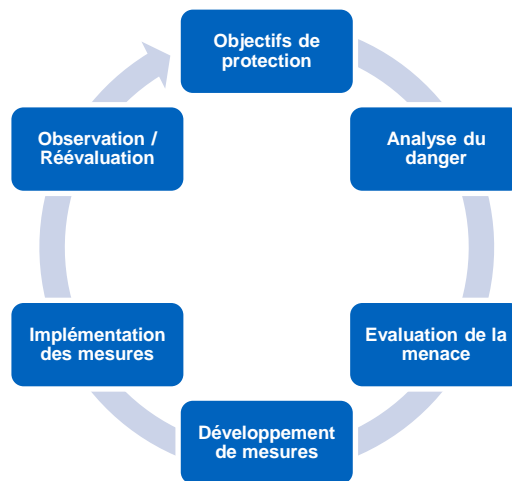 Objectifs de
protection
Analyse du
danger
Evaluation de la
menace
Développement
de mesures
Implémentation
des mesures
Observation /
Réévaluation